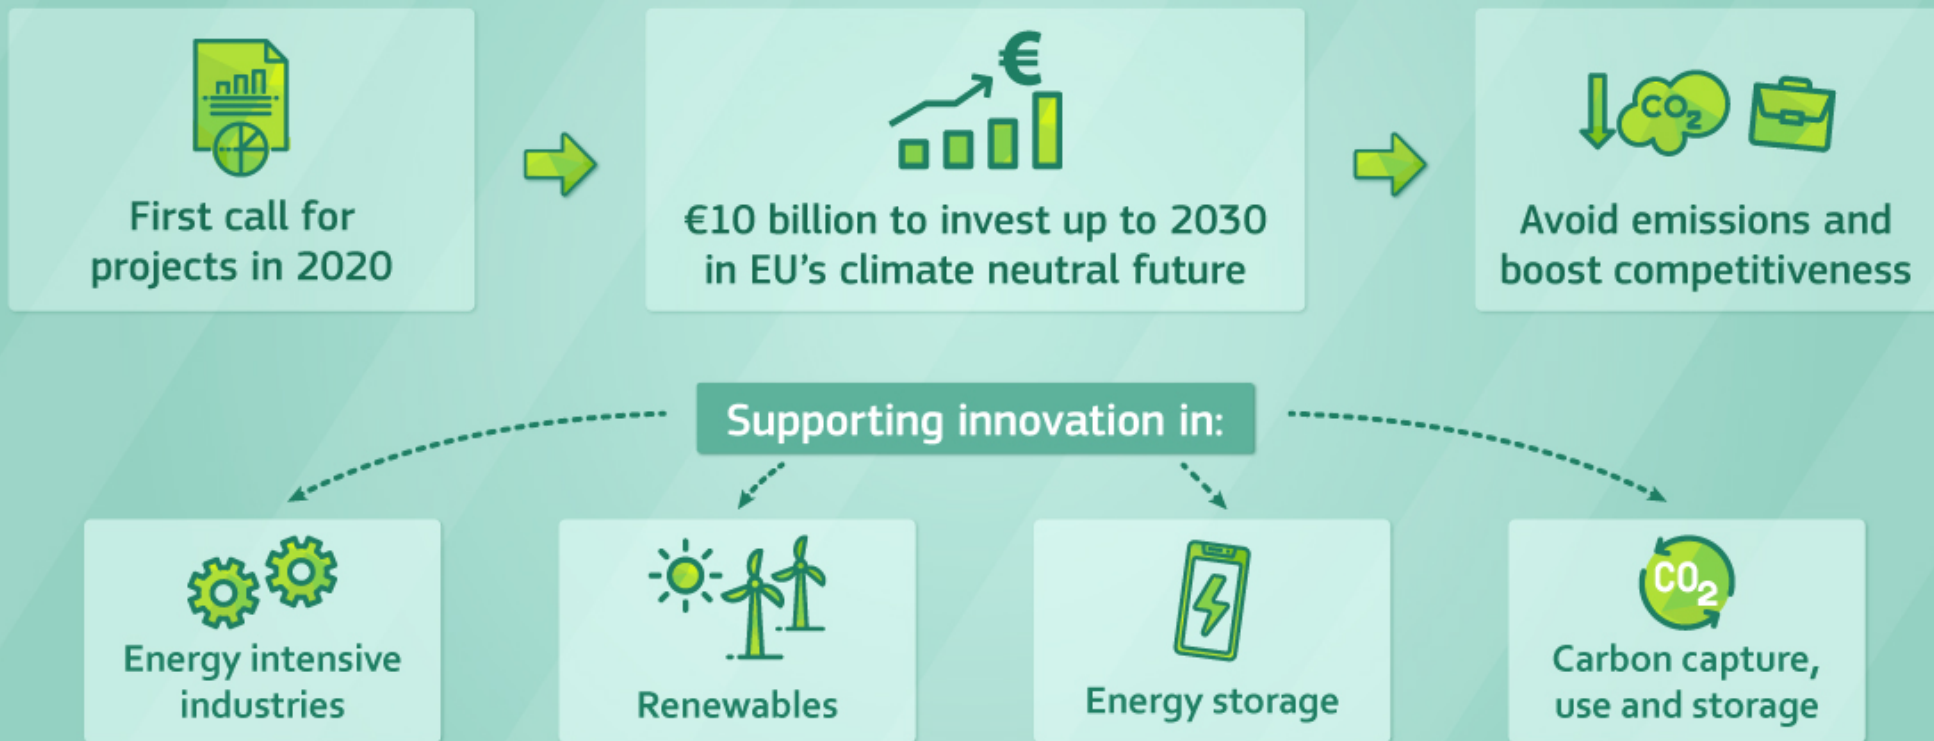 €
CO2
First call for
projects in 2020
€10 billion to invest up to 2030
in EU's climate neutral future
Avoid emissions and
boost competitiveness
Supporting innovation in:
Energy intensive
industries
Renewables
Energy storage
CO2
Carbon capture,
use and storage